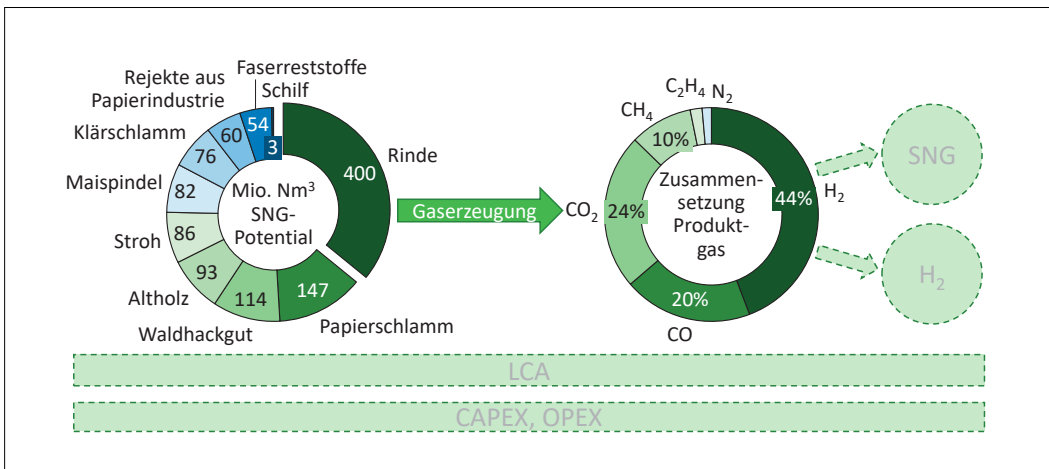 Faserreststoffe
Schilf
Rejekte aus
Papierindustrie
Klärschlamm
Maispindel
Stroh
Altholz
Waldhackgut
Papierschlamm
Rinde
54
3
60
76
82
86
93
114
147
400
Mio. Nm³
SNG-
Potential
Gaserzeugung
C₂H₄
N₂
CH₄
CO₂
CO
H₂
10%
24%
20%
44%
Zusammen-
setzung
Produkt-
gas
SNG
H₂
LCA
CAPEX, OPEX